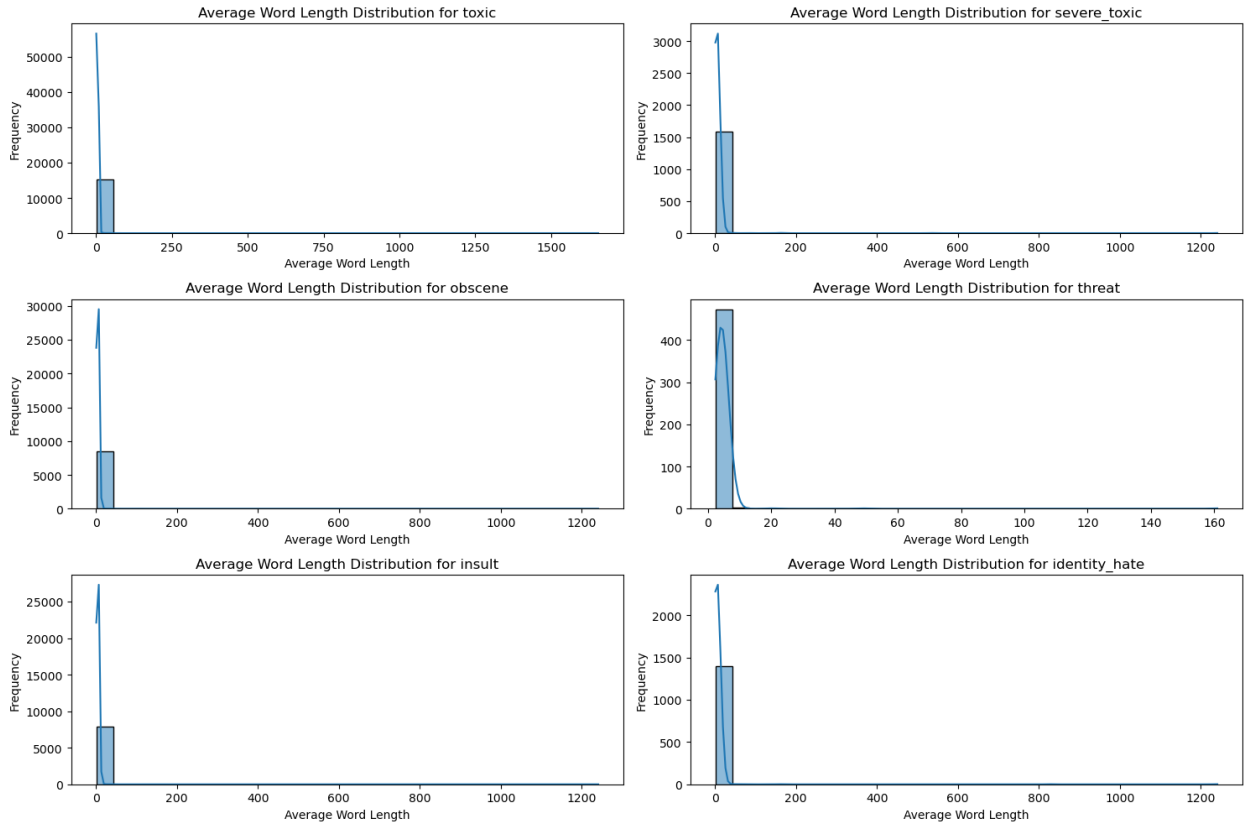 Average Word Length Distribution for toxic
Frequency
50000
40000
30000
20000
10000
0
0 250 500 750 1000 1250 1500
Average Word Length
Average Word Length Distribution for severe_toxic
Frequency
3000
2500
2000
1500
1000
500
0
0 200 400 600 800 1000 1200
Average Word Length
Average Word Length Distribution for obscene
Frequency
30000
25000
20000
15000
10000
5000
0
0 200 400 600 800 1000 1200
Average Word Length
Average Word Length Distribution for threat
Frequency
400
300
200
100
0
0 20 40 60 80 100 120 140 160
Average Word Length
Average Word Length Distribution for insult
Frequency
25000
20000
15000
10000
5000
0
0 200 400 600 800 1000 1200
Average Word Length
Average Word Length Distribution for identity_hate
Frequency
2000
1500
1000
500
0
0 200 400 600 800 1000 1200
Average Word Length